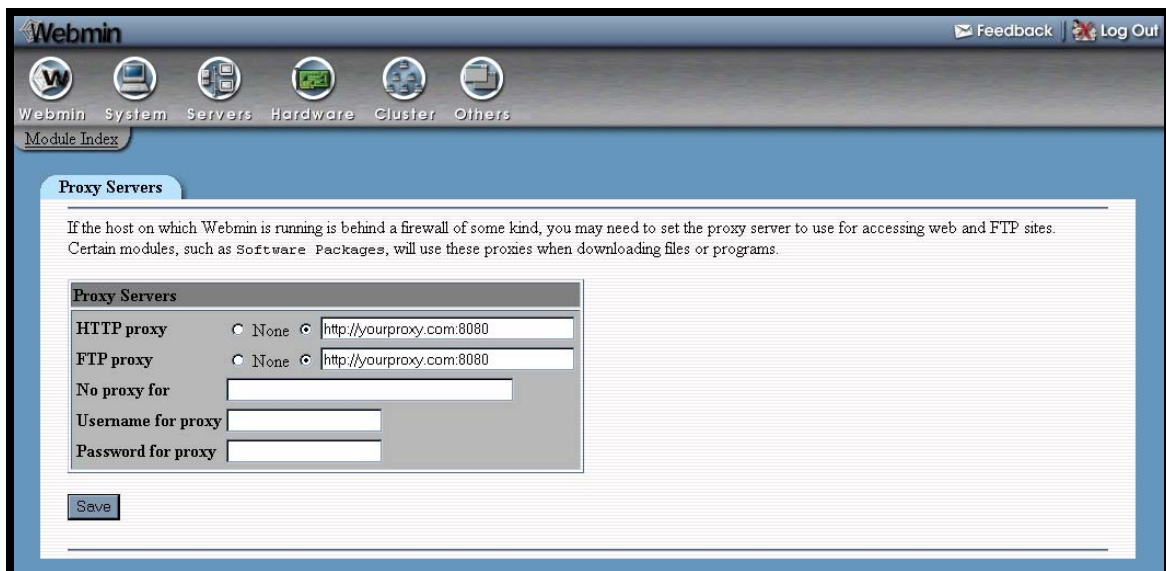 Webmin
Feedback
Log Out
Webmin System Servers Hardware Cluster Others
Module Index
Proxy Servers
If the host on which Webmin is running is behind a firewall of some kind, you may need to set the proxy server to use for accessing web and FTP sites.
Certain modules, such as Software Packages, will use these proxies when downloading files or programs.
Proxy Servers
HTTP proxy None http://yourproxy.com:8080
FTP proxy None http://yourproxy.com:8080
No proxy for
Username for proxy
Password for proxy
Save